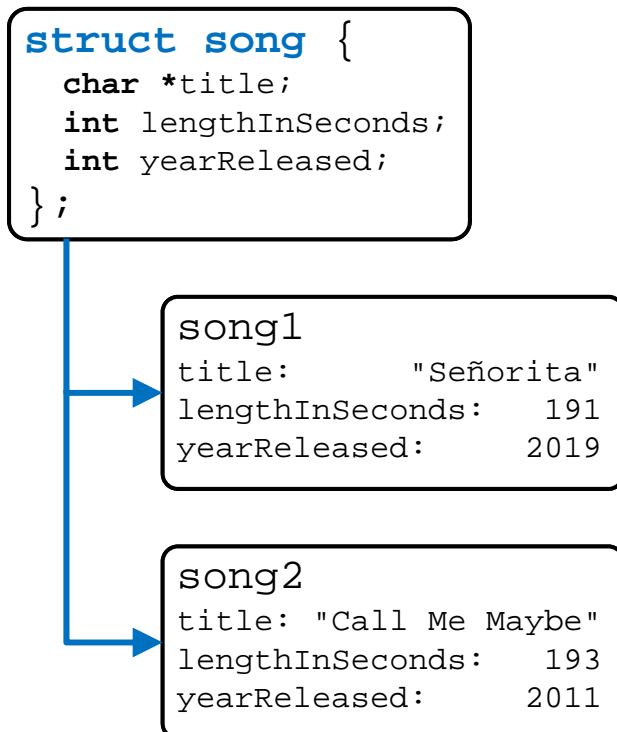 struct song {
char *title;
int lengthInSeconds;
int yearReleased;
};
song1
title: "Señorita"
lengthInSeconds: 191
yearReleased: 2019
song2
title: "Call Me Maybe"
lengthInSeconds: 193
yearReleased: 2011